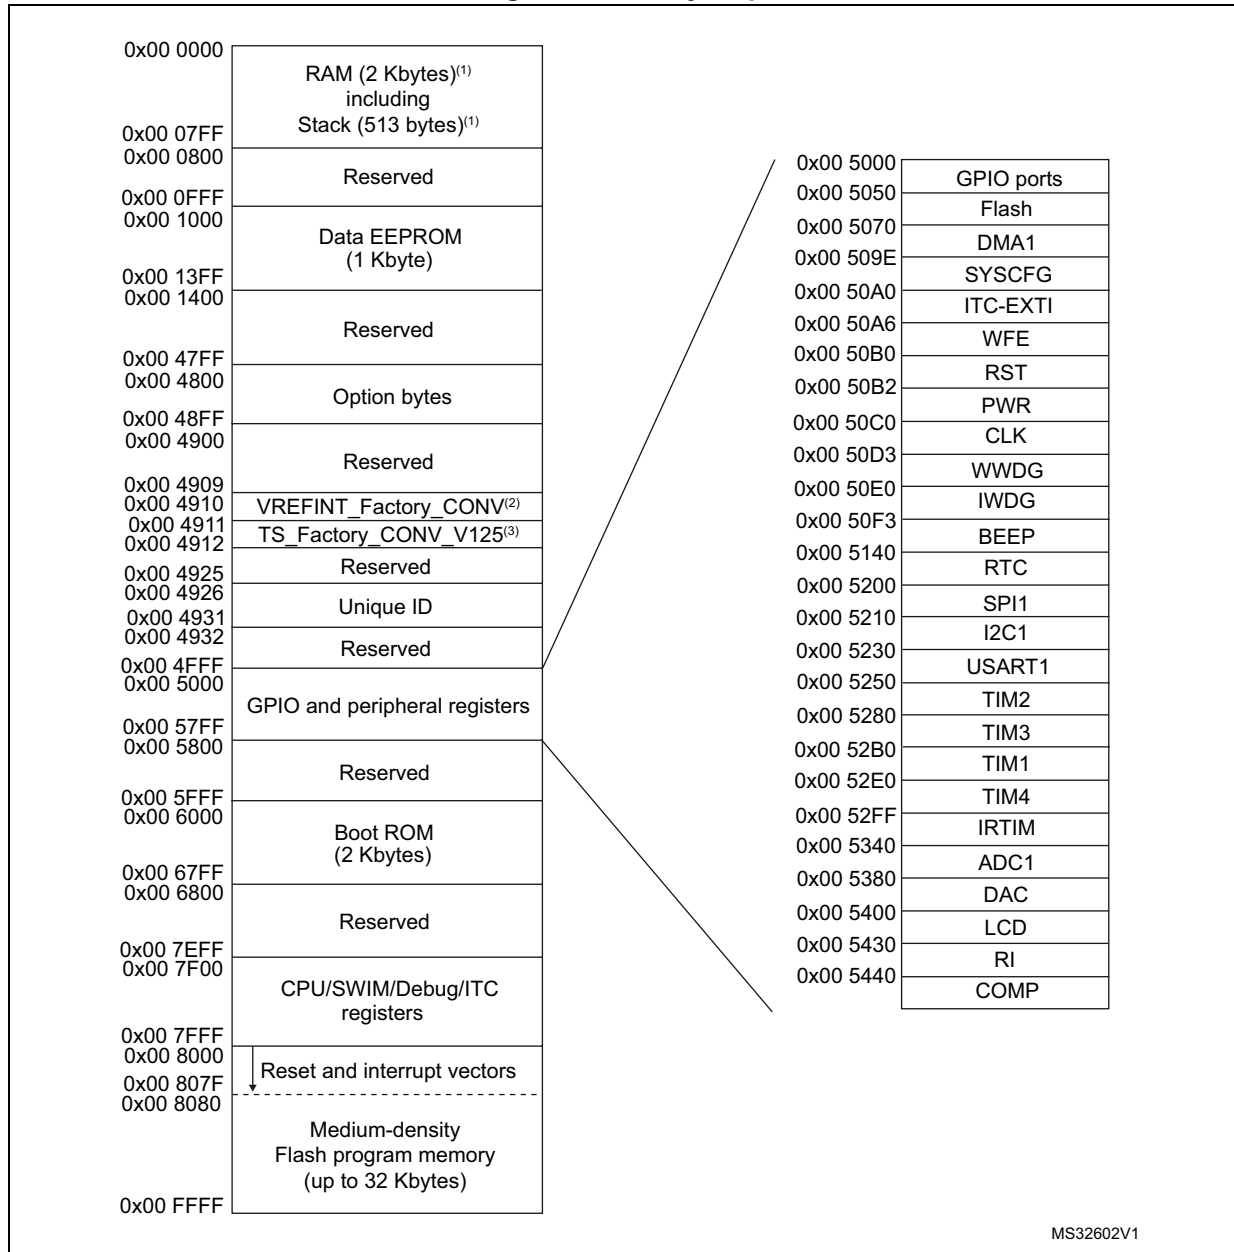 0x00 0000
RAM (2 Kbytes)(1)
including
Stack (513 bytes)(1)
0x00 07FF
0x00 0800
Reserved
0x00 0FFF
0x00 1000
Data EEPROM
(1 Kbyte)
0x00 13FF
0x00 1400
Reserved
0x00 47FF
0x00 4800
Option bytes
0x00 48FF
0x00 4900
Reserved
0x00 4909
0x00 4910
VREFINT_Factory_CONV(2)
0x00 4911
TS_Factory_CONV_V125(3)
0x00 4912
Reserved
0x00 4925
0x00 4926
Unique ID
0x00 4931
0x00 4932
Reserved
0x00 4FFF
0x00 5000
GPIO and peripheral registers
0x00 57FF
0x00 5800
Reserved
0x00 5FFF
0x00 6000
Boot ROM
(2 Kbytes)
0x00 67FF
0x00 6800
Reserved
0x00 7EFF
0x00 7F00
CPU/SWIM/Debug/ITC
registers
0x00 7FFF
0x00 8000
Reset and interrupt vectors
0x00 807F
0x00 8080
Medium-density
Flash program memory
(up to 32 Kbytes)
0x00 FFFF
0x00 5000
GPIO ports
0x00 5050
Flash
0x00 5070
DMA1
0x00 509E
SYSCFG
0x00 50A0
ITC-EXTI
0x00 50A6
WFE
0x00 50B0
RST
0x00 50B2
PWR
0x00 50C0
CLK
0x00 50D3
WWDG
0x00 50E0
IWDG
0x00 50F3
BEEP
0x00 5140
RTC
0x00 5200
SPI1
0x00 5210
I2C1
0x00 5230
USART1
0x00 5250
TIM2
0x00 5280
TIM3
0x00 52B0
TIM1
0x00 52E0
TIM4
0x00 52FF
IRTIM
0x00 5340
ADC1
0x00 5380
DAC
0x00 5400
LCD
0x00 5430
RI
0x00 5440
COMP
MS32602V1